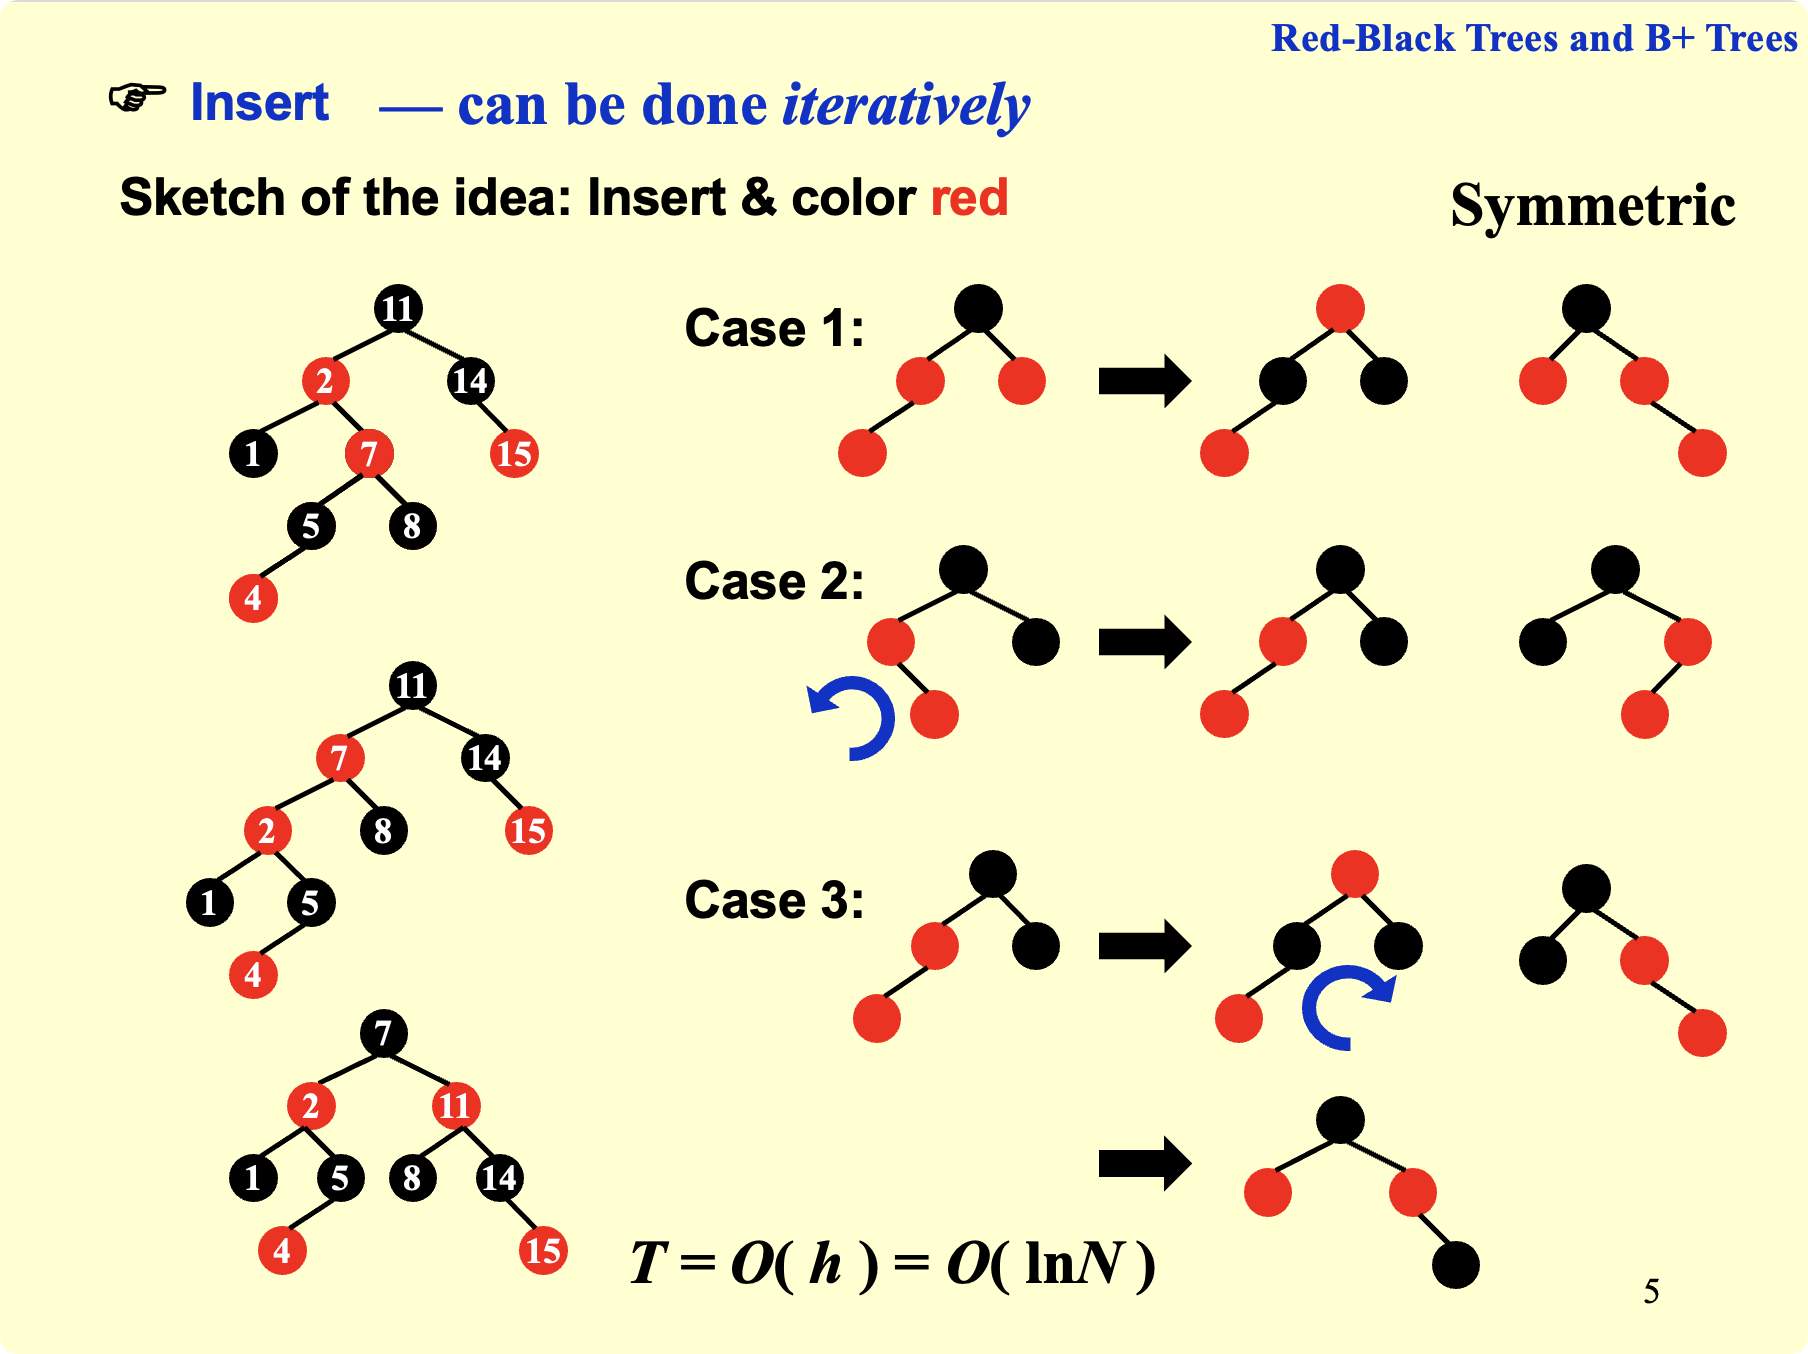 Red-Black Trees and B+ Trees
☞ Insert — can be done iteratively
Sketch of the idea: Insert & color red
Symmetric
11
2 14
1 7 15
5 8
4
11
7 14
2 8 15
1 5
4
7
2 11
1 5 8 14
4 15
Case 1:
Case 2:
Case 3:
T = O( h ) = O( lnN )
5